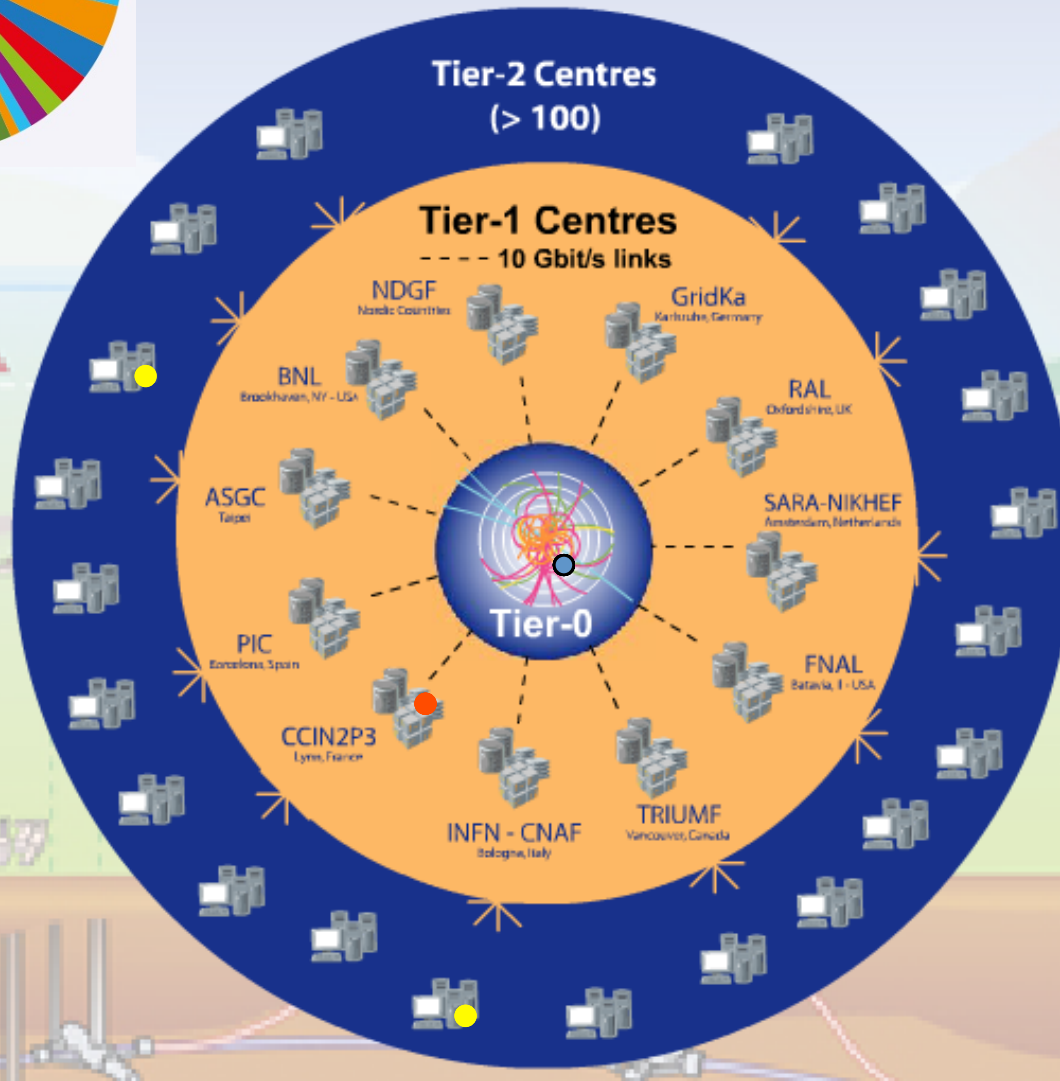 Tier-2 Centres
(> 100)
Tier-1 Centres
---- 10 Gbit/s links
NDGF
Nordic Countries
GridKa
Karlsruhe, Germany
BNL
Brookhaven, NY - USA
RAL
Oxfordshire, UK
ASGC
Taipei
SARA-NIKHEF
Amsterdam, Netherlands
Tier-0
PIC
Barcelona, Spain
FNAL
Batavia, Il - USA
CCIN2P3
Lyon, France
TRIUMF
Vancouver, Canada
INFN - CNAF
Bologna, Italy